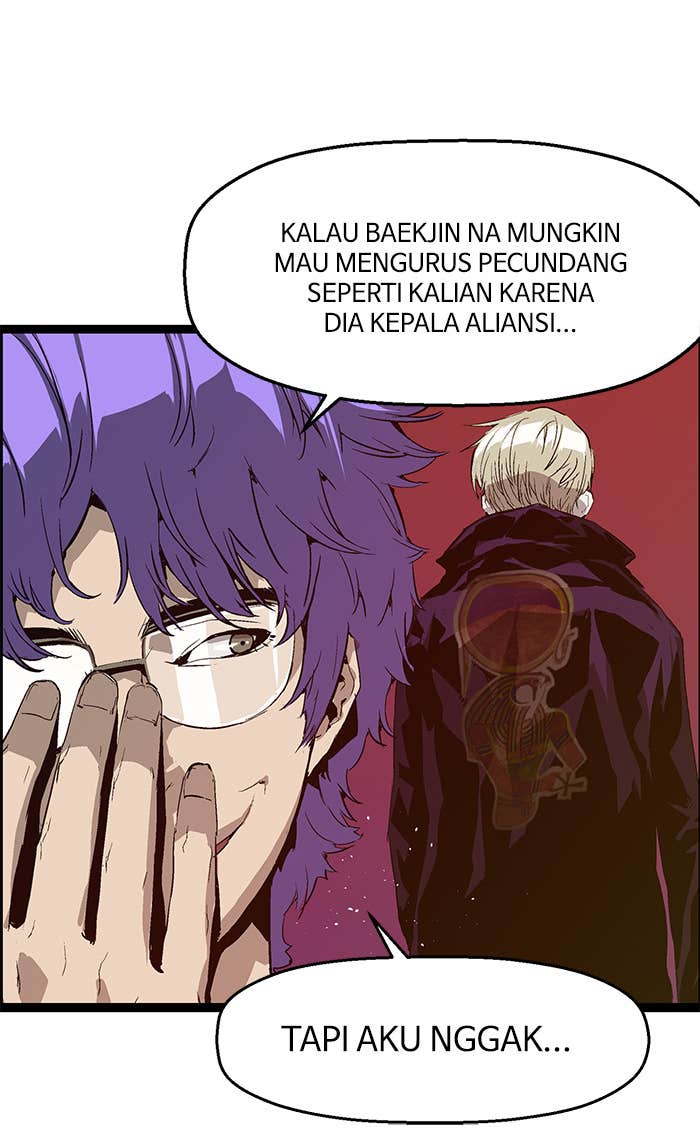 KALAU BAEKJIN NA MUNGKIN
MAU MENGURUS PECUNDANG
SEPERTI KALIAN KARENA
DIA KEPALA ALIANSI...
TAPI AKU NGGAK...